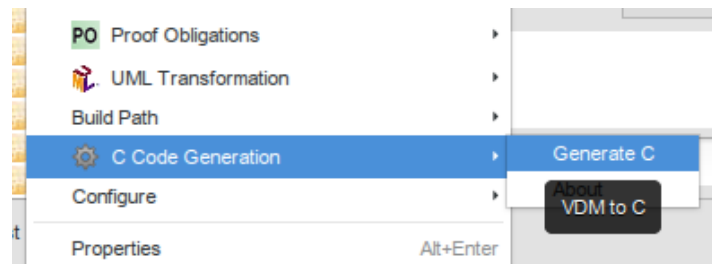 PO Proof Obligations
UML Transformation
Build Path
C Code Generation
Generate C
About
VDM to C
Configure
Properties Alt+Enter